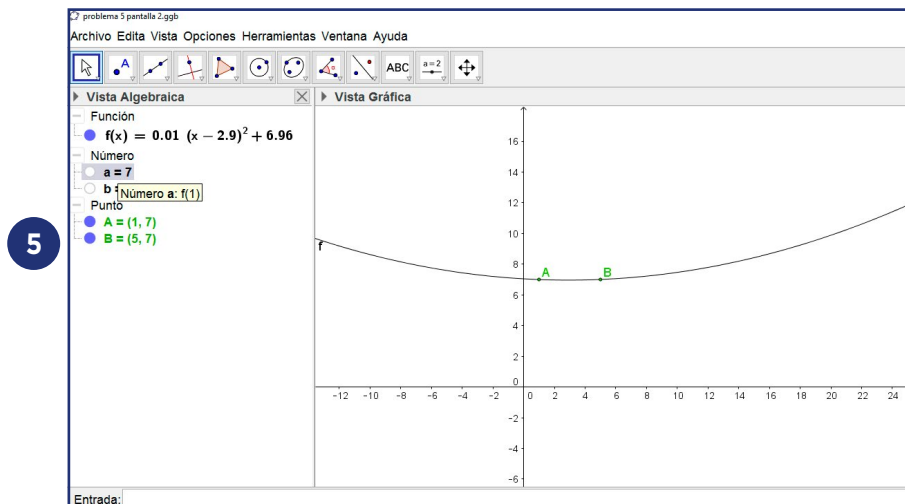 problema 5 pantalla 2.ggb
Archivo Edita Vista Opciones Herramientas Ventana Ayuda
A ABC a = 2
Vista Algebraica
Función
f(x) = 0.01 (x − 2.9)² + 6.96
Número
a = 7
b
Número a: f(1)
Punto
A = (1, 7)
B = (5, 7)
5
Vista Gráfica
16
14
12
10
8
6
4
2
0
-2
-4
-6
-12 -10 -8 -6 -4 -2 0 2 4 6 8 10 12 14 16 18 20 22 24
f
A
B
Entrada: